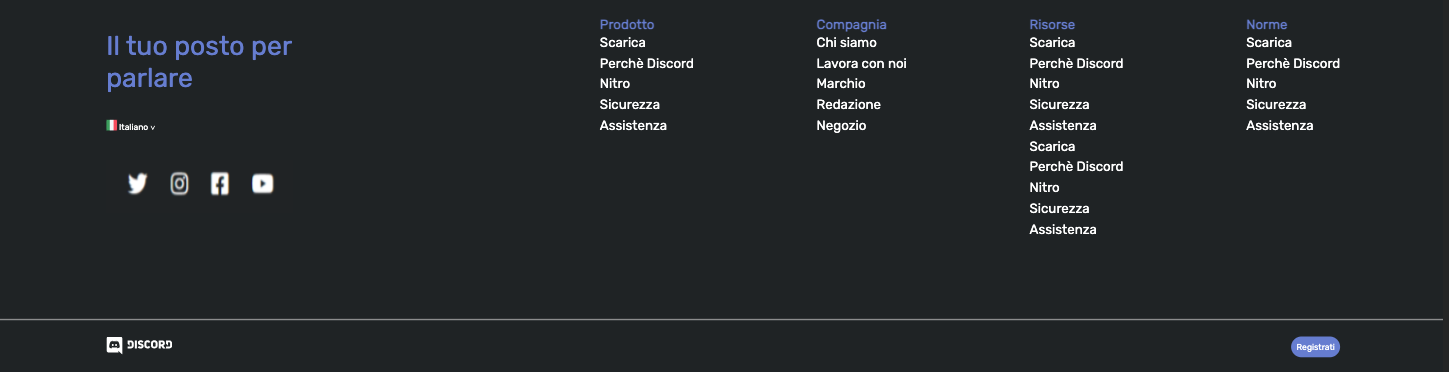 Il tuo posto per
parlare
Italiano v
Prodotto
Scarica
Perchè Discord
Nitro
Sicurezza
Assistenza
Compagnia
Chi siamo
Lavora con noi
Marchio
Redazione
Negozio
Risorse
Scarica
Perchè Discord
Nitro
Sicurezza
Assistenza
Scarica
Perchè Discord
Nitro
Sicurezza
Assistenza
Norme
Scarica
Perchè Discord
Nitro
Sicurezza
Assistenza
DISCORD
Registrati